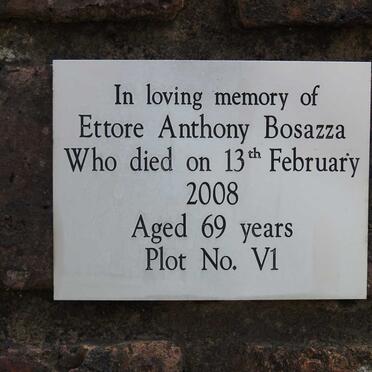 In loving memory of
Ettore Anthony Bosazza
Who died on 13th February
2008
Aged 69 years
Plot No. V1